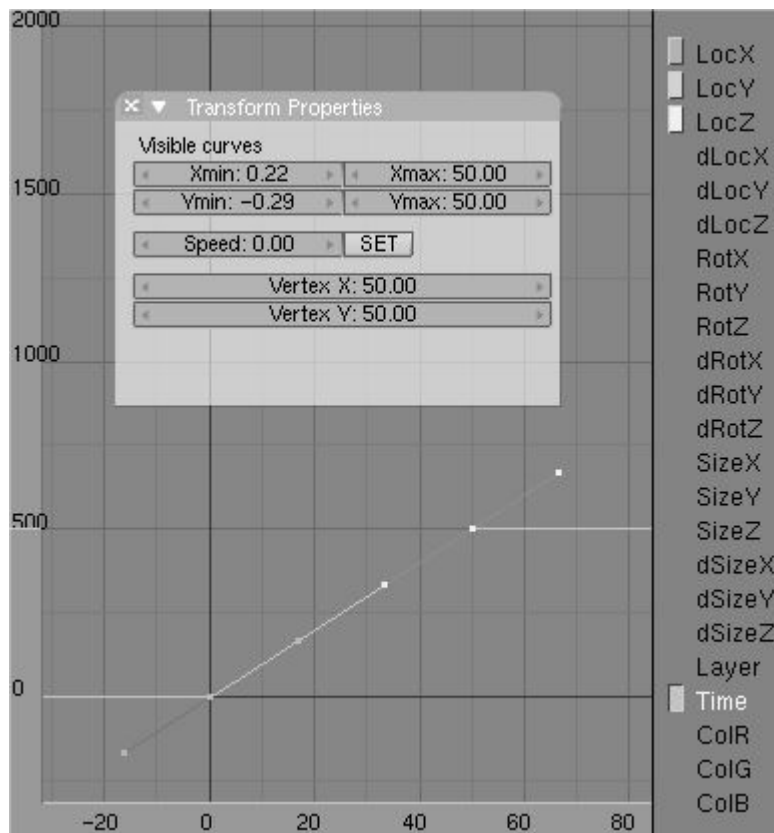 2000
1500
1000
500
0
-20
0
20
40
60
80
Transform Properties
Visible curves
Xmin: 0.22
Xmax: 50.00
Ymin: -0.29
Ymax: 50.00
Speed: 0.00
SET
Vertex X: 50.00
Vertex Y: 50.00
LocX
LocY
LocZ
dLocX
dLocY
dLocZ
RotX
RotY
RotZ
dRotX
dRotY
dRotZ
SizeX
SizeY
SizeZ
dSizeX
dSizeY
dSizeZ
Layer
Time
ColR
ColG
ColB